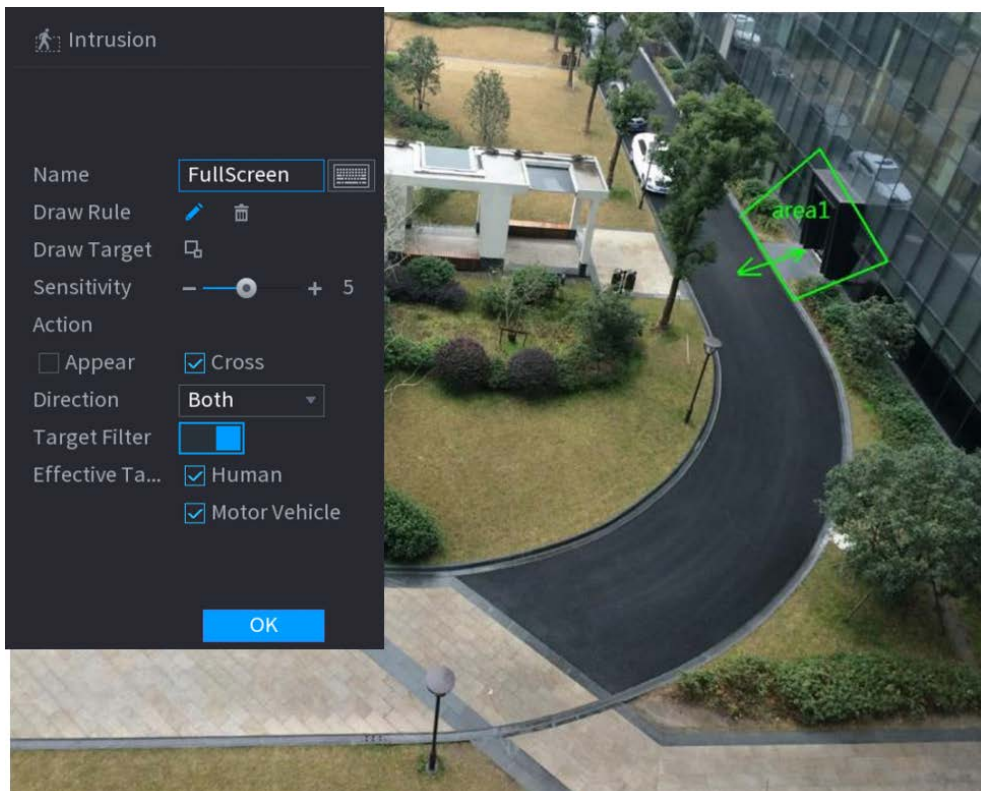 Intrusion
Name FullScreen
Draw Rule
Draw Target
Sensitivity - + 5
Action
Appear Cross
Direction Both
Target Filter
Effective Ta... Human
Motor Vehicle
OK
area1